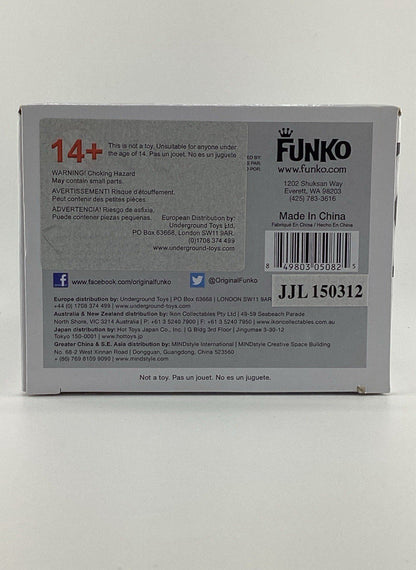 14+ This is not a toy. Unsuitable for anyone under
the age of 14. Pas un jouet. No es un juguete
WARNING! Choking Hazard
May contain small parts.
AVERTISSEMENT! Risque d'étouffement.
Peut contenir des petites pièces.
ADVERTENCIA! Riesgo de asfixia,
Puede contener piezas pequenas.
European Distribution by:
Underground Toys Ltd,
PO Box 63668, London SW11 9AR.
(0)1708 374 499
www.undergroundtoys.com
BY:
PAR:
POR:
FUNKO
www.funko.com
1202 Shuksan Way
Everett, WA 98203
(425) 783-3616
Made In China
Fabriqué En China / Hecho En China
8 49803 05082 5
JJL 150312
f www.facebook.com/originalfunko
@OriginalFunko
Europe distribution by: Underground Toys | PO Box 63668 | LONDON SW11 9AR
+44 (0) 1708 374 499 | www.undergroundtoys.com
Australia & New Zealand distribution by: Ikon Collectables Pty Ltd | 49-59 Seabeach Parade
North Shore, VIC 3214 Australia | P: +61 3 5240 7900 | F: +61 3 5240 7950 | www.ikoncollectables.com.au
Japan distribution by: Hot Toys Japan Co., Inc. | Q Bldg 3rd Floor | Jingumae 3-30-12
Tokyo 150-0001 | www.hottoys.jp
Greater China & S.E. Asia distribution by: MINDstyle International | MINDstyle Creative Space Building
No. 68-2 West Xinnan Road | Dongguan, Guangdong, China 523560
+ (86) 769 8109 9090 | www.mindstyle.com
Not a toy. Pas un jouet. No es un juguete.